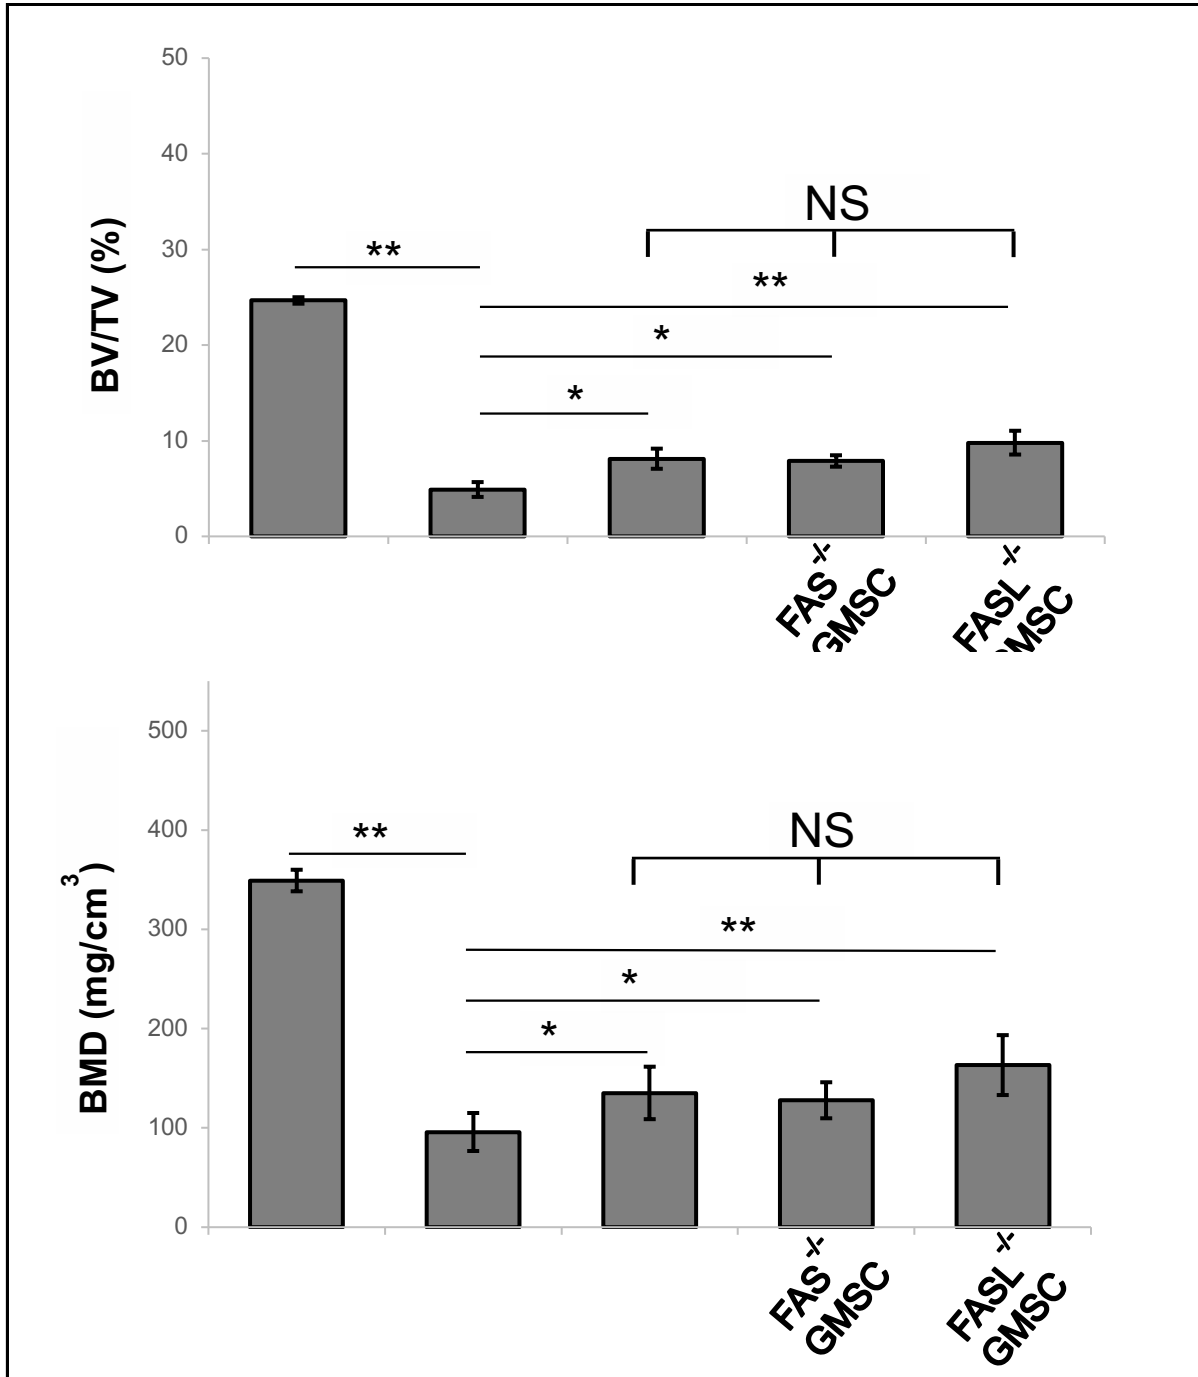 50
40
30
20
10
0
BV/TV (%)
NS
**
**
*
*
FAS-/-
GMSC
FASL-/-
GMSC
500
400
300
200
100
0
BMD (mg/cm3)
**
NS
**
*
*
FAS-/-
GMSC
FASL-/-
GMSC